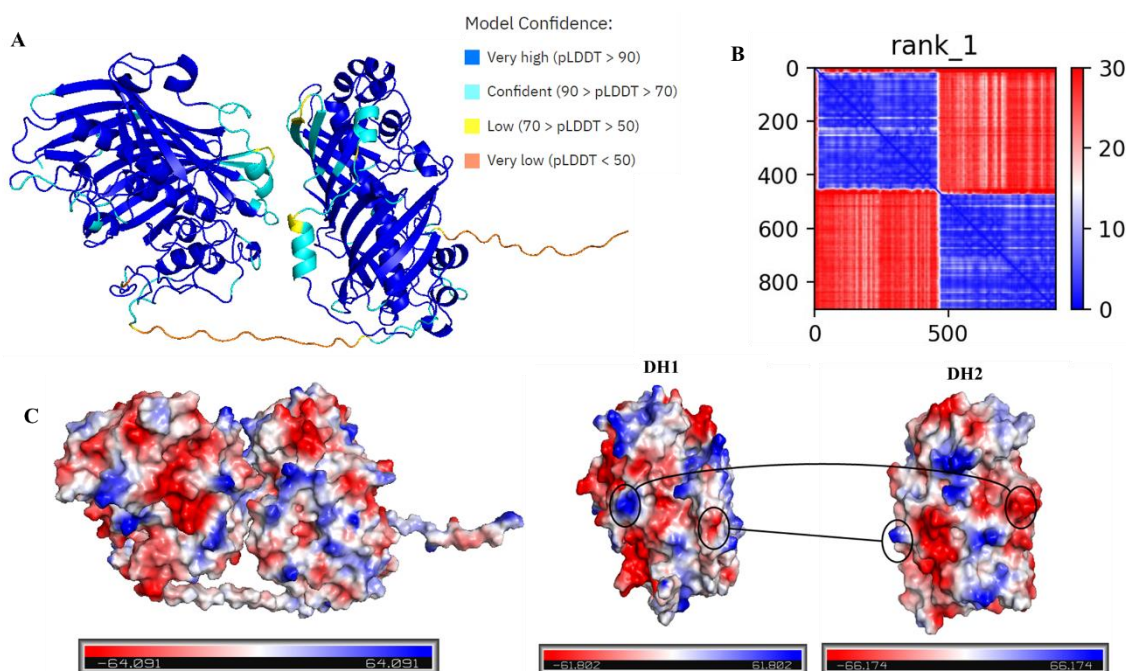 A
Model Confidence:
Very high (pLDDT > 90)
Confident (90 > pLDDT > 70)
Low (70 > pLDDT > 50)
Very low (pLDDT < 50)
B
rank_1
0
200
400
600
800
0
500
30
20
10
0
C
DH1
DH2
-64.091 64.091
-61.802 61.802
-66.174 66.174